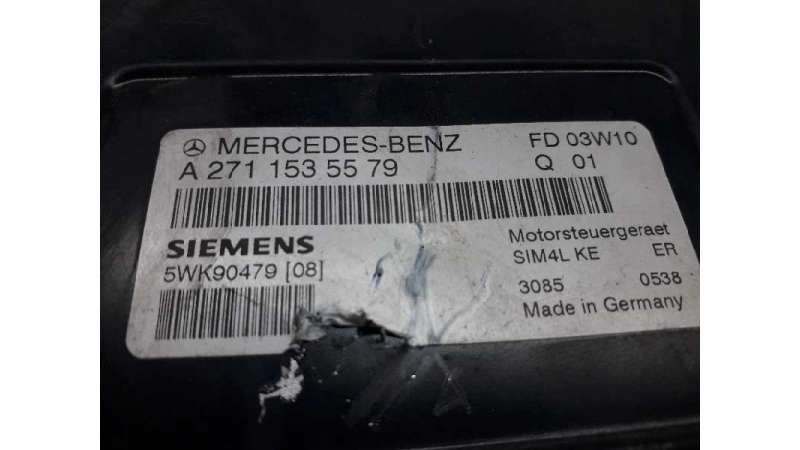 MERCEDES-BENZ FD 03W10
A 271 153 55 79 Q 01
SIEMENS Motorsteuergeraet
5WK90479 [08] SIM4L KE ER
3085 0538
Made in Germany